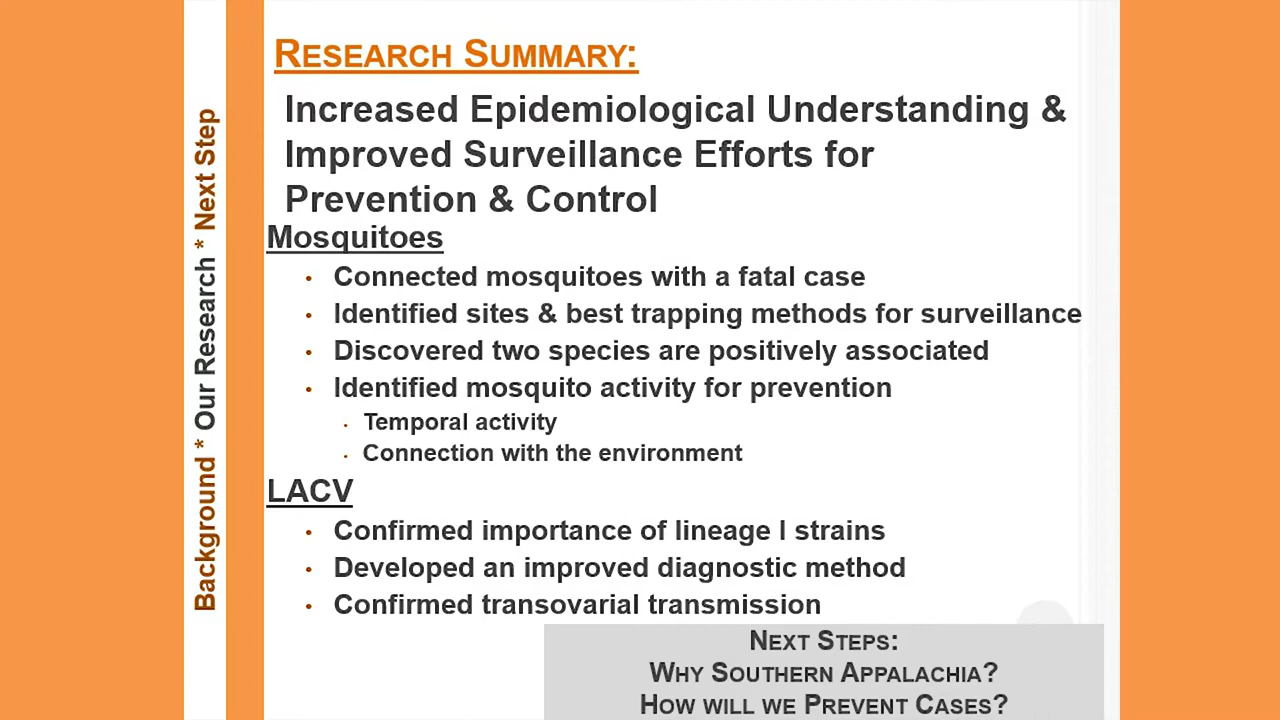 Background * Our Research * Next Step
RESEARCH SUMMARY:
Increased Epidemiological Understanding &
Improved Surveillance Efforts for
Prevention & Control
Mosquitoes
• Connected mosquitoes with a fatal case
• Identified sites & best trapping methods for surveillance
• Discovered two species are positively associated
• Identified mosquito activity for prevention
• Temporal activity
• Connection with the environment
LACV
• Confirmed importance of lineage I strains
• Developed an improved diagnostic method
• Confirmed transovarial transmission
NEXT STEPS:
WHY SOUTHERN APPALACHIA?
HOW WILL WE PREVENT CASES?